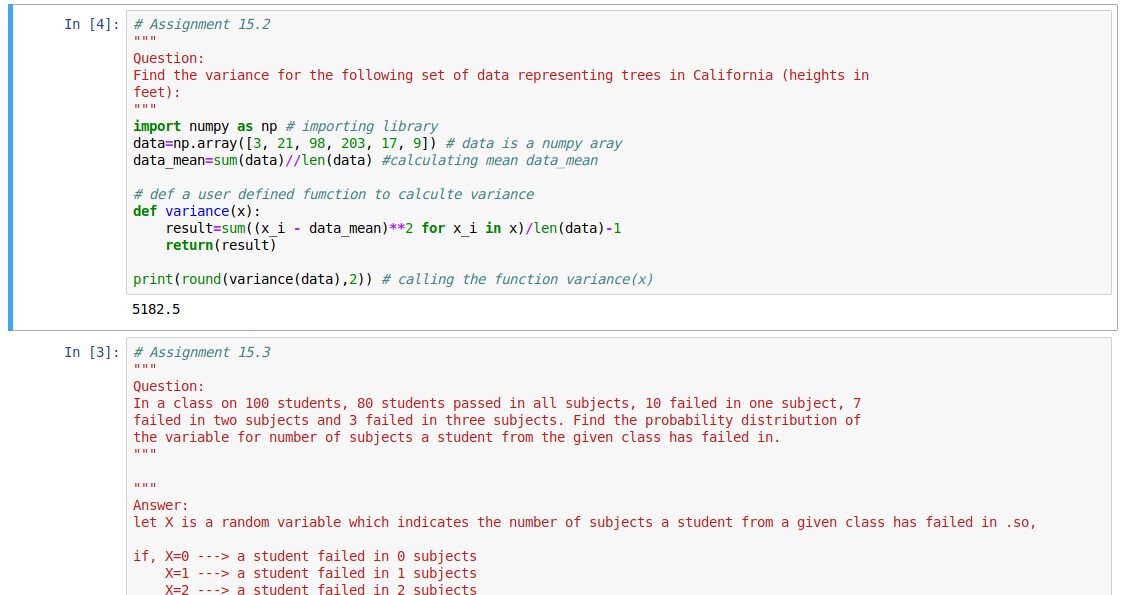 In [4]:
# Assignment 15.2
"""
Question:
Find the variance for the following set of data representing trees in California (heights in
feet):
"""
import numpy as np # importing library
data=np.array([3, 21, 98, 203, 17, 9]) # data is a numpy aray
data_mean=sum(data)//len(data) #calculating mean data_mean
# def a user defined fumction to calculte variance
def variance(x):
    result=sum((x_i - data_mean)**2 for x_i in x)/len(data)-1
    return(result)
print(round(variance(data),2)) # calling the function variance(x)
5182.5
In [3]:
# Assignment 15.3
"""
Question:
In a class on 100 students, 80 students passed in all subjects, 10 failed in one subject, 7
failed in two subjects and 3 failed in three subjects. Find the probability distribution of
the variable for number of subjects a student from the given class has failed in.
"""
"""
Answer:
let X is a random variable which indicates the number of subjects a student from a given class has failed in .so,
if, X=0 ---> a student failed in 0 subjects
    X=1 ---> a student failed in 1 subjects
    X=2 ---> a student failed in 2 subjects